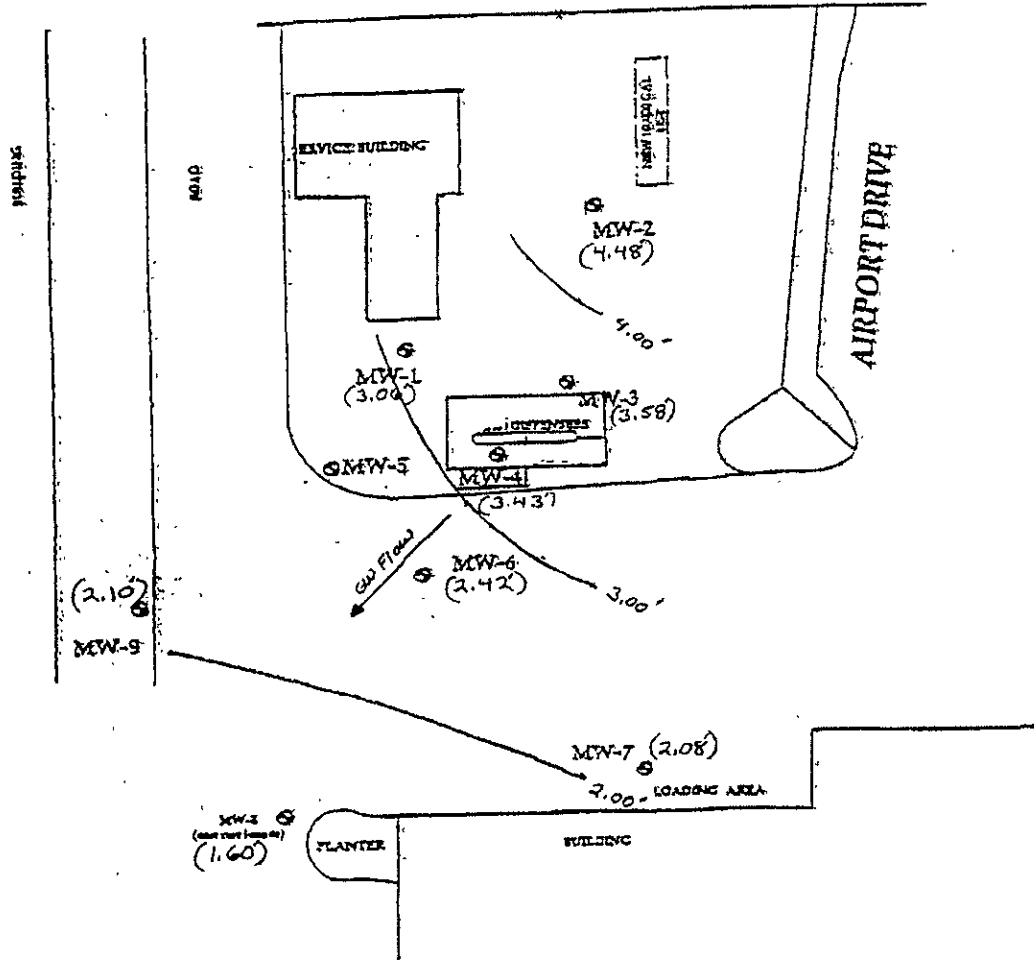 SERVICE BUILDING
MW-2
(4.48')
AIRPORT DRIVE
4.00'
MW-1
(3.06')
MW-3
(3.58')
MW-5
MW-4
(3.43')
GW Flow
MW-6
(2.42')
3.00'
(2.10')
MW-9
MW-7 (2.08')
2.00' LOADING AREA
MW-8
(1.60')
PLANTER
BUILDING